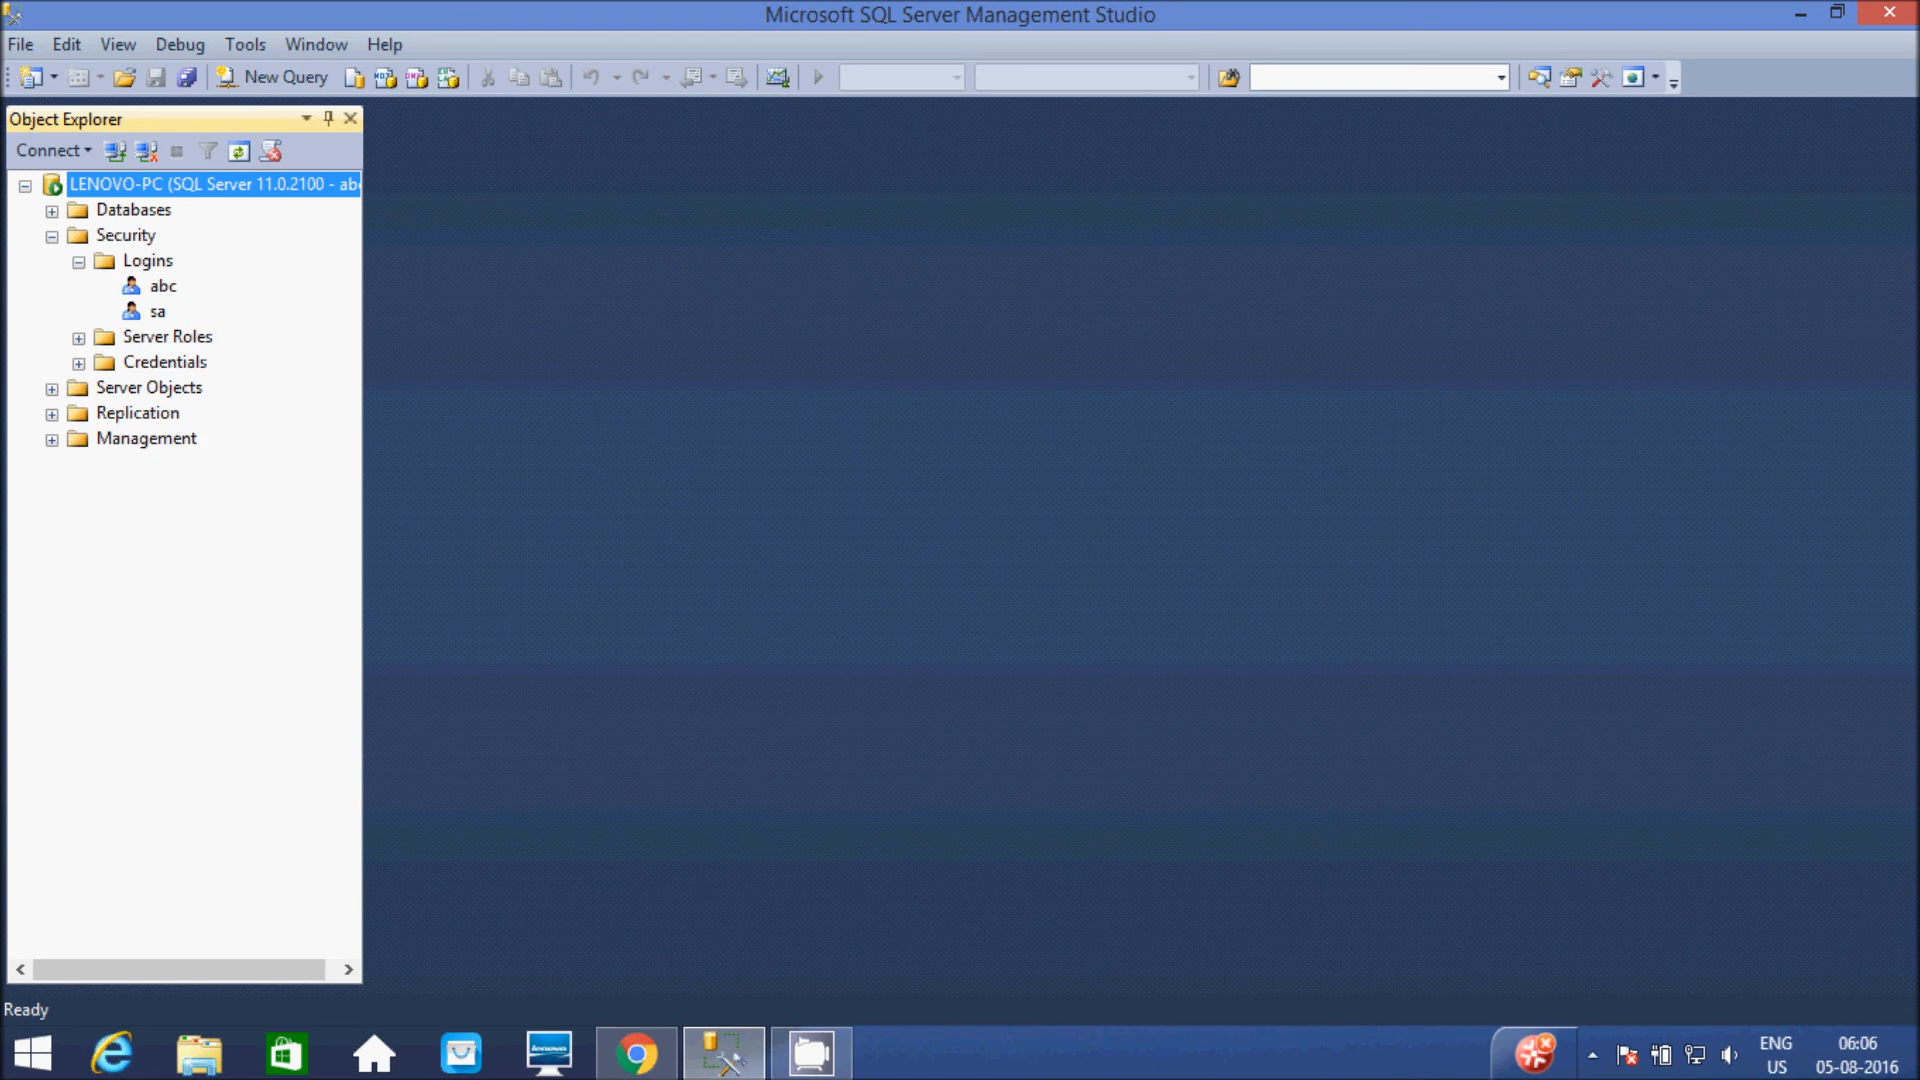 Microsoft SQL Server Management Studio
File Edit View Debug Tools Window Help
New Query
Object Explorer
Connect
LENOVO-PC (SQL Server 11.0.2100 - abc
Databases
Security
Logins
abc
sa
Server Roles
Credentials
Server Objects
Replication
Management
Ready
ENG 06:06
US 05-08-2016